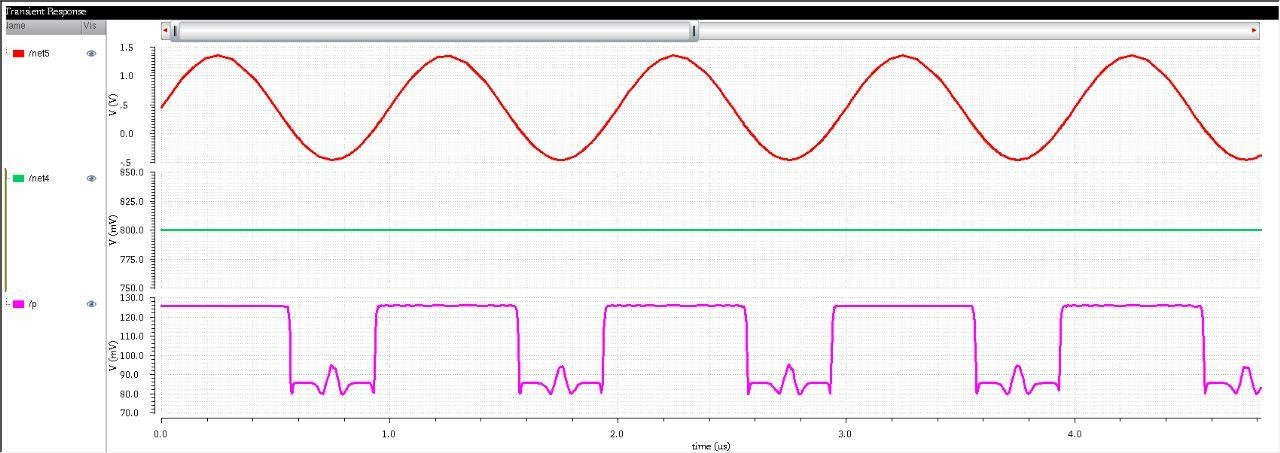 Transient Response
Name Vis
/net5
1.5
1.0
.5
0.0
-.5
V (V)
/net4
850.0
825.0
800.0
775.0
750.0
V (mV)
/p
130.0
120.0
110.0
100.0
90.0
80.0
70.0
V (mV)
0.0 1.0 2.0 3.0 4.0
time (us)